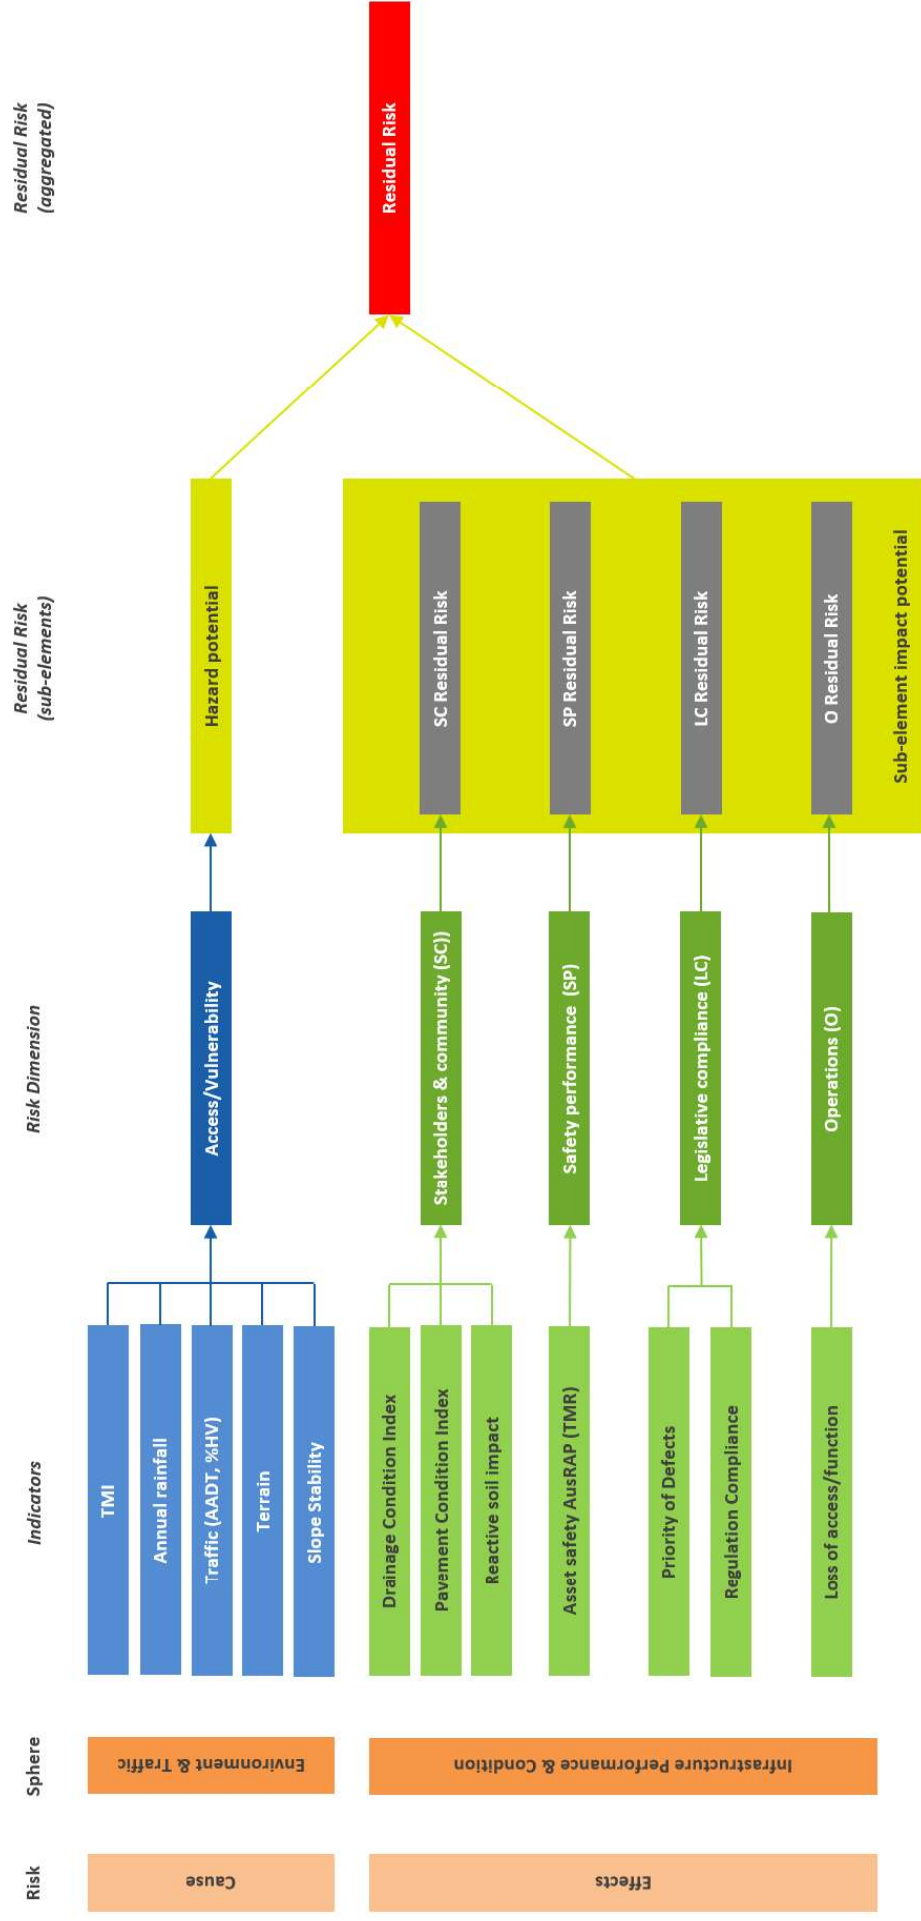 Risk
Sphere
Indicators
Risk Dimension
Residual Risk
(sub-elements)
Residual Risk
(aggregated)
Cause
Environment & Traffic
TMI
Annual rainfall
Traffic (AADT, %HV)
Terrain
Slope Stability
Access/Vulnerability
Hazard potential
Residual Risk
Effects
Infrastructure Performance & Condition
Drainage Condition Index
Pavement Condition Index
Reactive soil impact
Stakeholders & community (SC))
SC Residual Risk
Asset safety AusRAP (TMR)
Safety performance (SP)
SP Residual Risk
Priority of Defects
Regulation Compliance
Legislative compliance (LC)
LC Residual Risk
Loss of access/function
Operations (O)
O Residual Risk
Sub-element impact potential